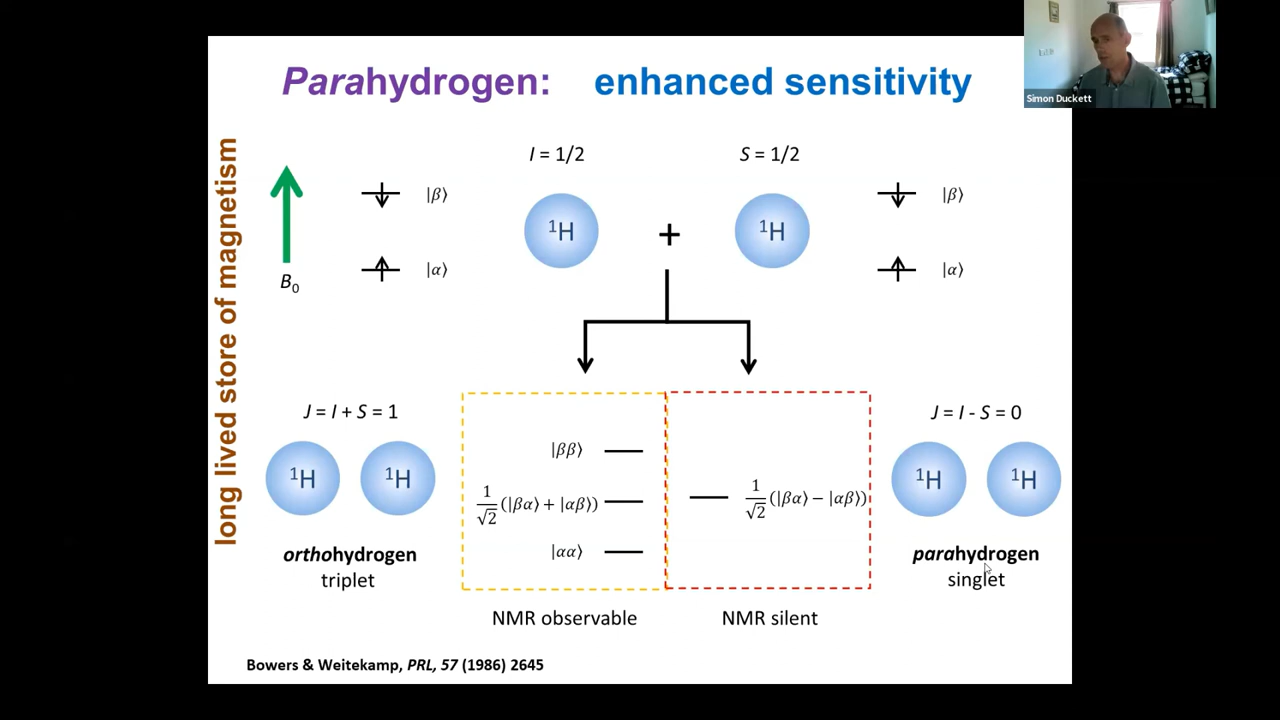 Parahydrogen: enhanced sensitivity
Simon Duckett
long lived store of magnetism
I = 1/2
S = 1/2
|β⟩
|β⟩
¹H
+
¹H
|α⟩
|α⟩
B₀
J = I + S = 1
J = I - S = 0
|ββ⟩
¹H ¹H
1/√2 (|βα⟩ + |αβ⟩)
1/√2 (|βα⟩ − |αβ⟩)
¹H ¹H
|αα⟩
orthohydrogen
triplet
parahydrogen
singlet
NMR observable
NMR silent
Bowers & Weitekamp, PRL, 57 (1986) 2645